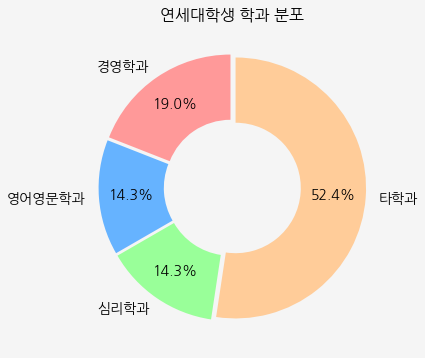 연세대학생 학과 분포
경영학과
19.0%
영어영문학과
14.3%
52.4%
타학과
14.3%
심리학과